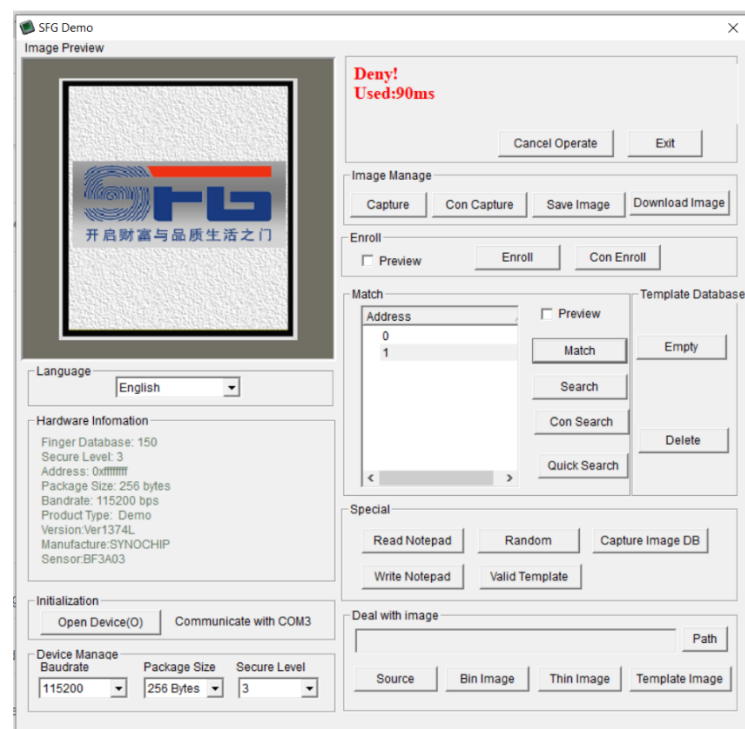 SFG Demo
Image Preview
SFG
开启财富与品质生活之门
Language
English
Hardware Infomation
Finger Database: 150
Secure Level: 3
Address: 0xffffffff
Package Size: 256 bytes
Bandrate: 115200 bps
Product Type: Demo
Version:Ver1374L
Manufacture:SYNOCHIP
Sensor:BF3A03
Initialization
Open Device(O)
Communicate with COM3
Device Manage
Baudrate Package Size Secure Level
115200 256 Bytes 3
Deny!
Used:90ms
Cancel Operate Exit
Image Manage
Capture Con Capture Save Image Download Image
Enroll
Preview Enroll Con Enroll
Match
Address
0
1
Preview
Match
Search
Con Search
Quick Search
Template Database
Empty
Delete
Special
Read Notepad Random Capture Image DB
Write Notepad Valid Template
Deal with image
Path
Source Bin Image Thin Image Template Image